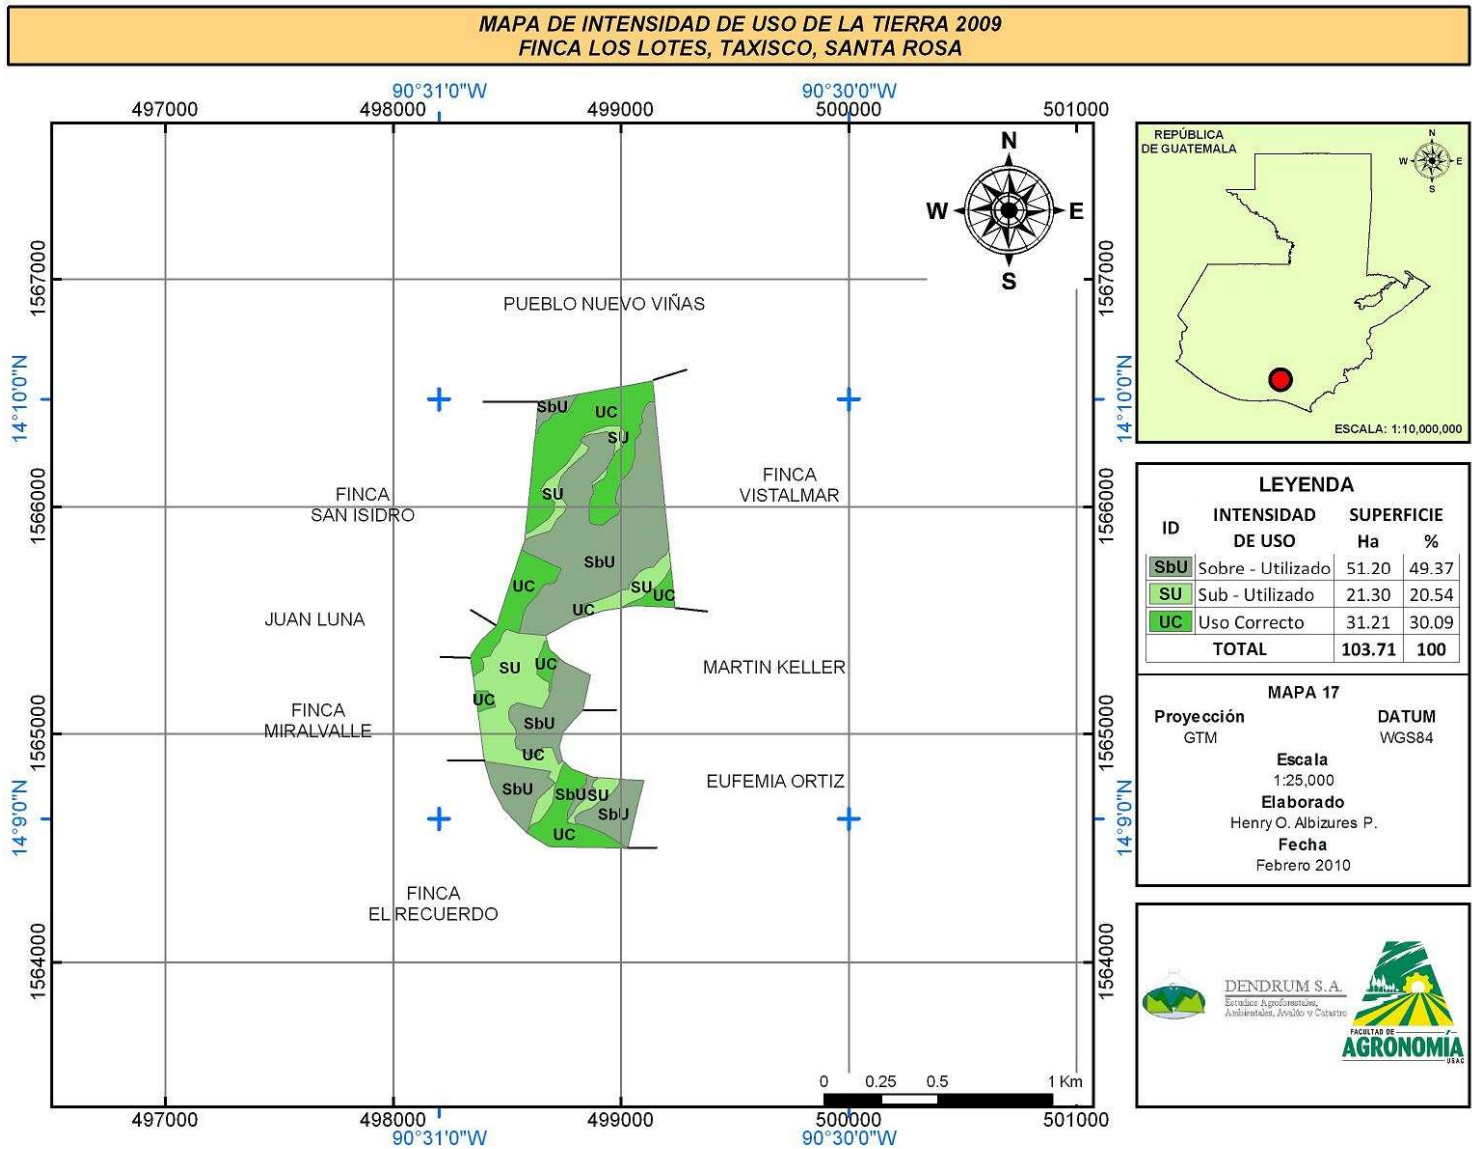 MAPA DE INTENSIDAD DE USO DE LA TIERRA 2009
FINCA LOS LOTES, TAXISCO, SANTA ROSA
90°31'0"W
90°30'0"W
497000
498000
499000
500000
501000
N
W
E
S
1567000
1567000
PUEBLO NUEVO VIÑAS
14°10'0"N
14°10'0"N
SbU
UC
SU
SU
FINCA
SAN ISIDRO
FINCA
VISTALMAR
1566000
1566000
SbU
UC
SU
UC
UC
JUAN LUNA
SU
UC
MARTIN KELLER
UC
FINCA
MIRALVALLE
SbU
1565000
1565000
UC
SbU
SbU
SU
SbU
UC
EUFEMIA ORTIZ
14°9'0"N
14°9'0"N
FINCA
EL RECUERDO
1564000
1564000
0
0.25
0.5
1 Km
497000
498000
499000
500000
501000
90°31'0"W
90°30'0"W
REPÚBLICA
DE GUATEMALA
N
W
E
S
ESCALA: 1:10,000,000
LEYENDA
ID
INTENSIDAD
DE USO
SUPERFICIE
Ha
%
SbU Sobre - Utilizado 51.20 49.37
SU Sub - Utilizado 21.30 20.54
UC Uso Correcto 31.21 30.09
TOTAL 103.71 100
MAPA 17
Proyección
GTM
DATUM
WGS84
Escala
1:25,000
Elaborado
Henry O. Albizures P.
Fecha
Febrero 2010
DENDRUM S.A.
Estudios Agroforestales,
Ambientales, Avalúo y Catastro
FACULTAD DE
AGRONOMÍA
USAC